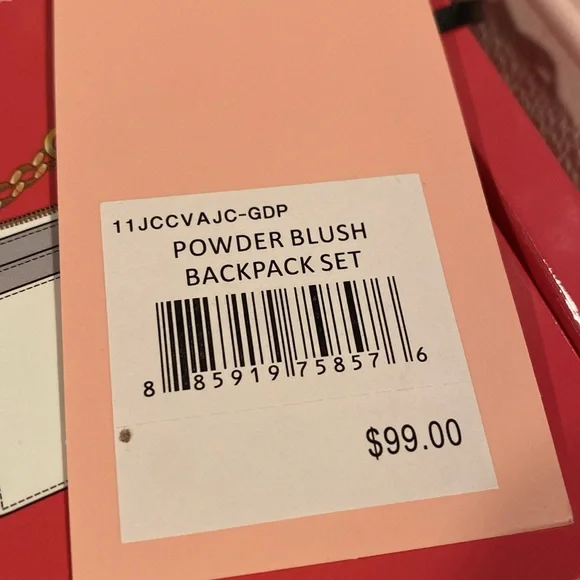 11JCCVAJC-GDP
POWDER BLUSH
BACKPACK SET
8 85919 75857 6
$99.00